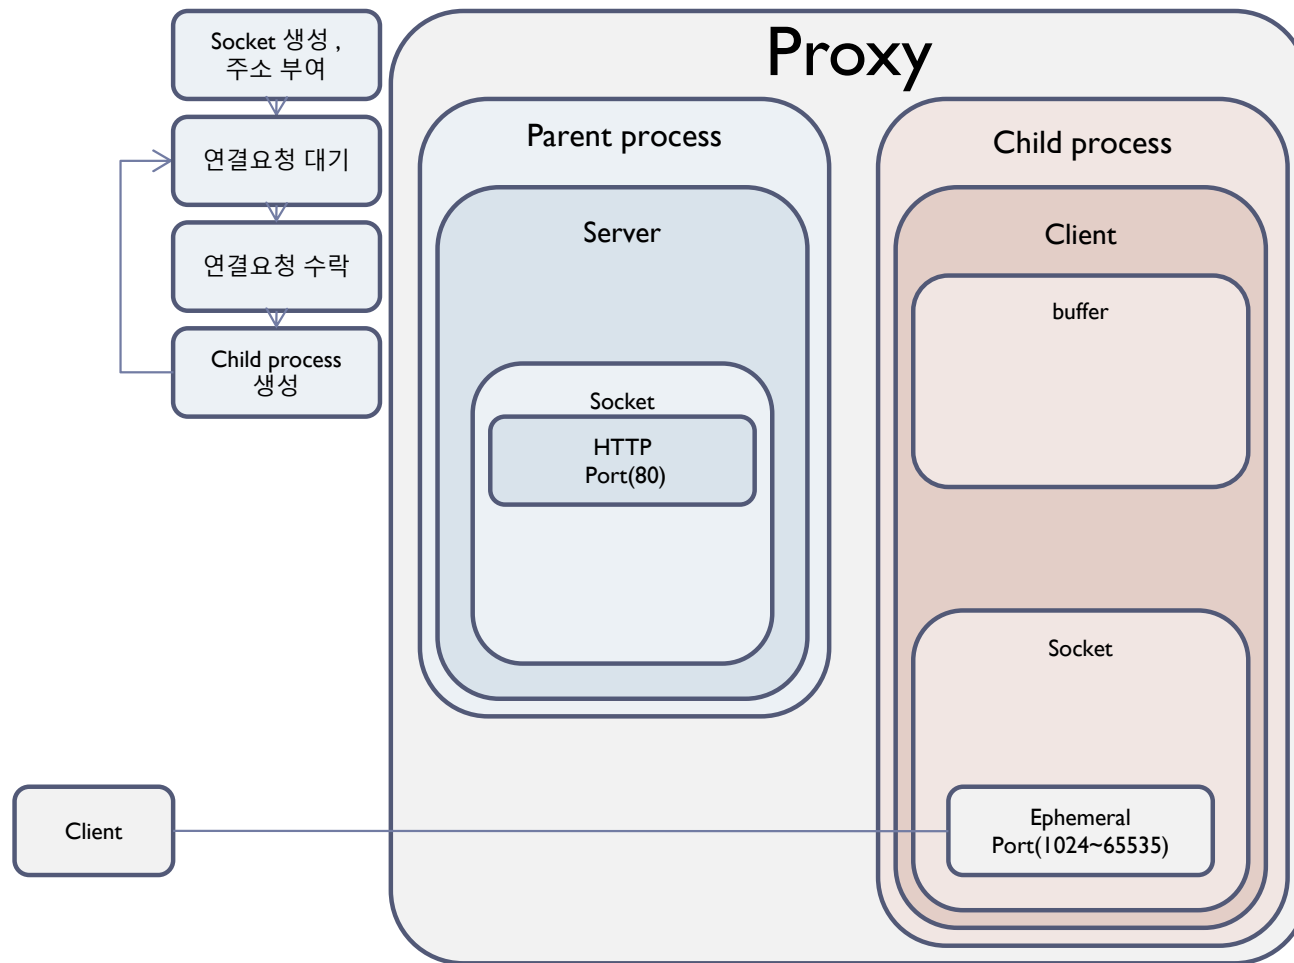 Socket 생성 ,
주소 부여
연결요청 대기
연결요청 수락
Child process
생성
Proxy
Parent process
Server
Socket
HTTP
Port(80)
Child process
Client
buffer
Socket
Ephemeral
Port(1024~65535)
Client